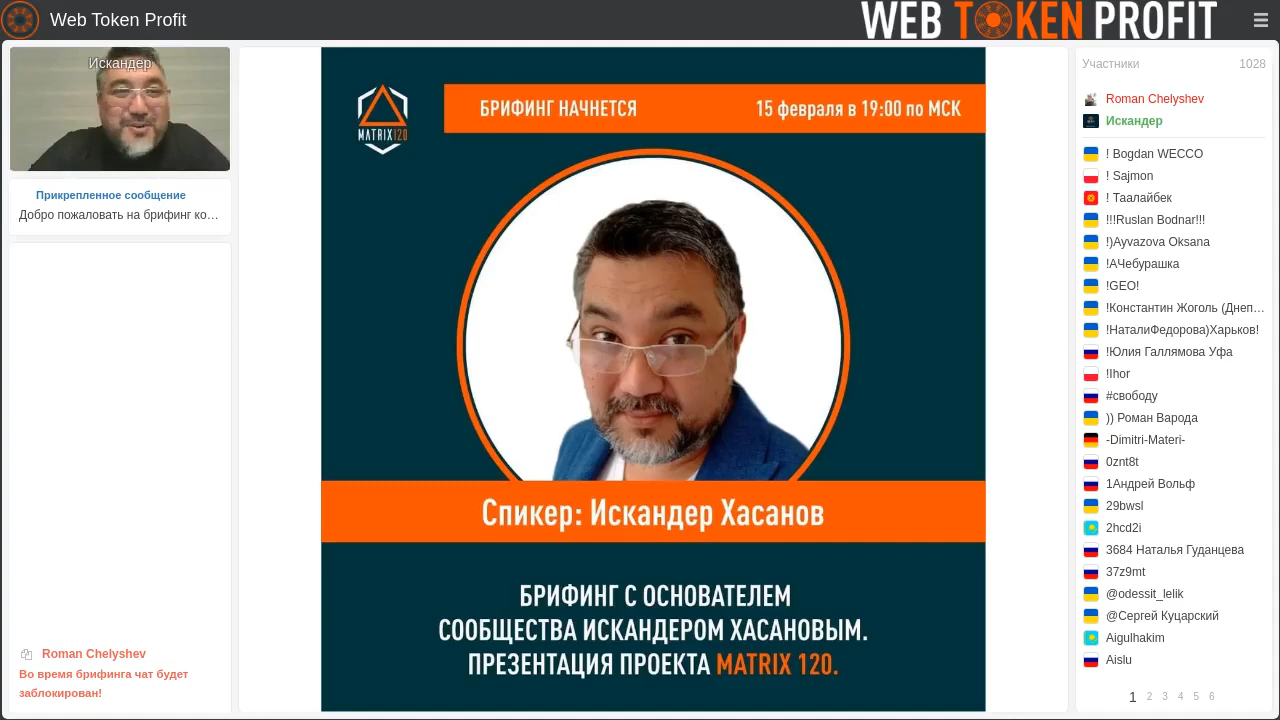 Web Token Profit
WEB TOKEN PROFIT
Искандер
Прикрепленное сообщение
Добро пожаловать на брифинг ко…
Roman Chelyshev
Во время брифинга чат будет
заблокирован!
MATRIX120
БРИФИНГ НАЧНЕТСЯ
15 февраля в 19:00 по МСК
Спикер: Искандер Хасанов
БРИФИНГ С ОСНОВАТЕЛЕМ
СООБЩЕСТВА ИСКАНДЕРОМ ХАСАНОВЫМ.
ПРЕЗЕНТАЦИЯ ПРОЕКТА MATRIX 120.
Участники 1028
Roman Chelyshev
Искандер
! Bogdan WECCO
! Sajmon
! Таалайбек
!!!Ruslan Bodnar!!!
!)Ayvazova Oksana
!АЧебурашка
!GEO!
!Константин Жоголь (Днеп…
!НаталиФедорова)Харьков!
!Юлия Галлямова Уфа
!Ihor
#свободу
)) Роман Варода
-Dimitri-Materi-
0znt8t
1Андрей Вольф
29bwsl
2hcd2i
3684 Наталья Гуданцева
37z9mt
@odessit_lelik
@Сергей Куцарский
Aigulhakim
Aislu
1 2 3 4 5 6